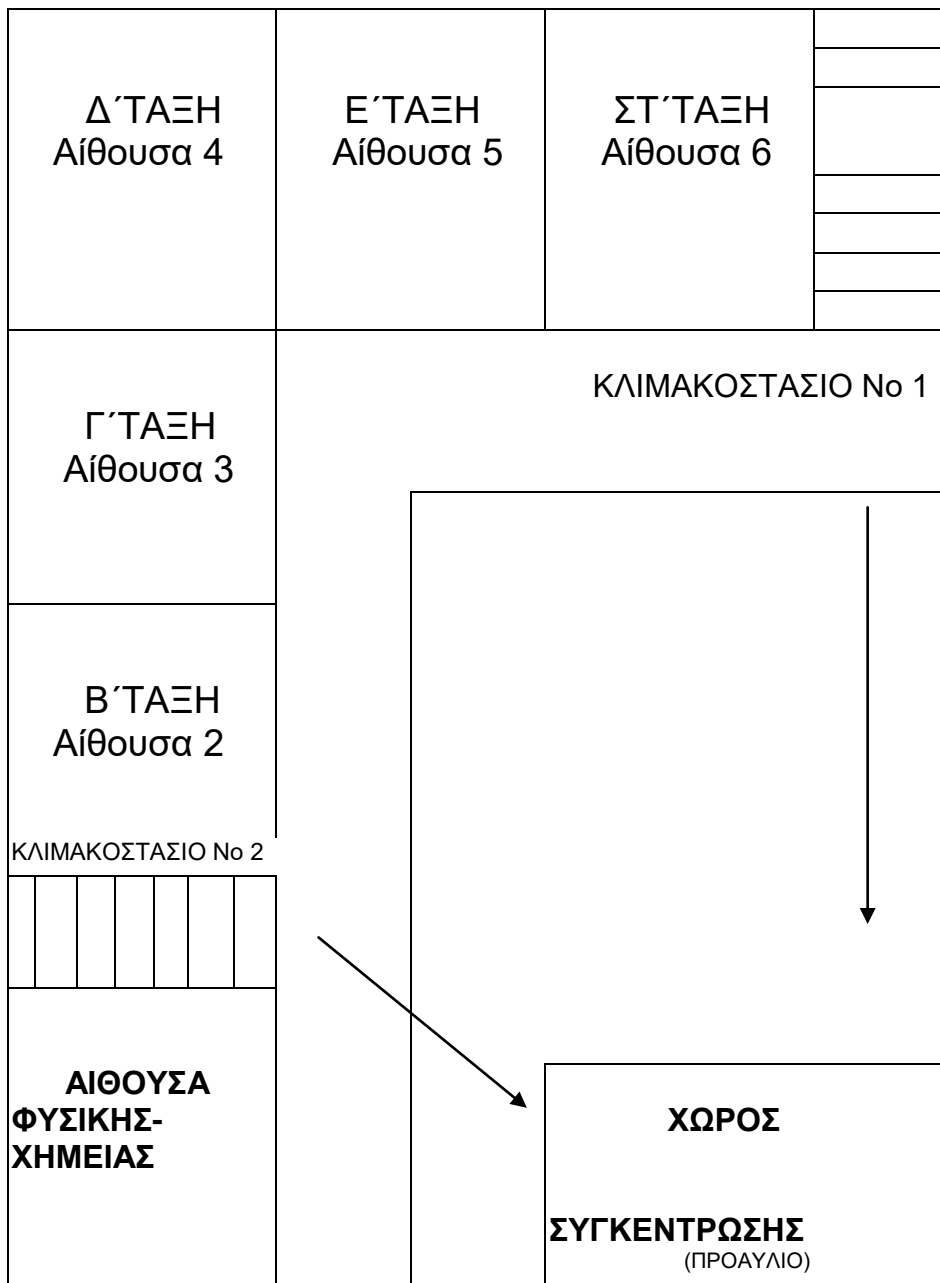 Δ΄ΤΑΞΗ
Αίθουσα 4
Ε΄ΤΑΞΗ
Αίθουσα 5
ΣΤ΄ΤΑΞΗ
Αίθουσα 6
ΚΛΙΜΑΚΟΣΤΑΣΙΟ Νο 1
Γ΄ΤΑΞΗ
Αίθουσα 3
Β΄ΤΑΞΗ
Αίθουσα 2
ΚΛΙΜΑΚΟΣΤΑΣΙΟ Νο 2
ΑΙΘΟΥΣΑ
ΦΥΣΙΚΗΣ-
ΧΗΜΕΙΑΣ
ΧΩΡΟΣ
ΣΥΓΚΕΝΤΡΩΣΗΣ
(ΠΡΟΑΥΛΙΟ)